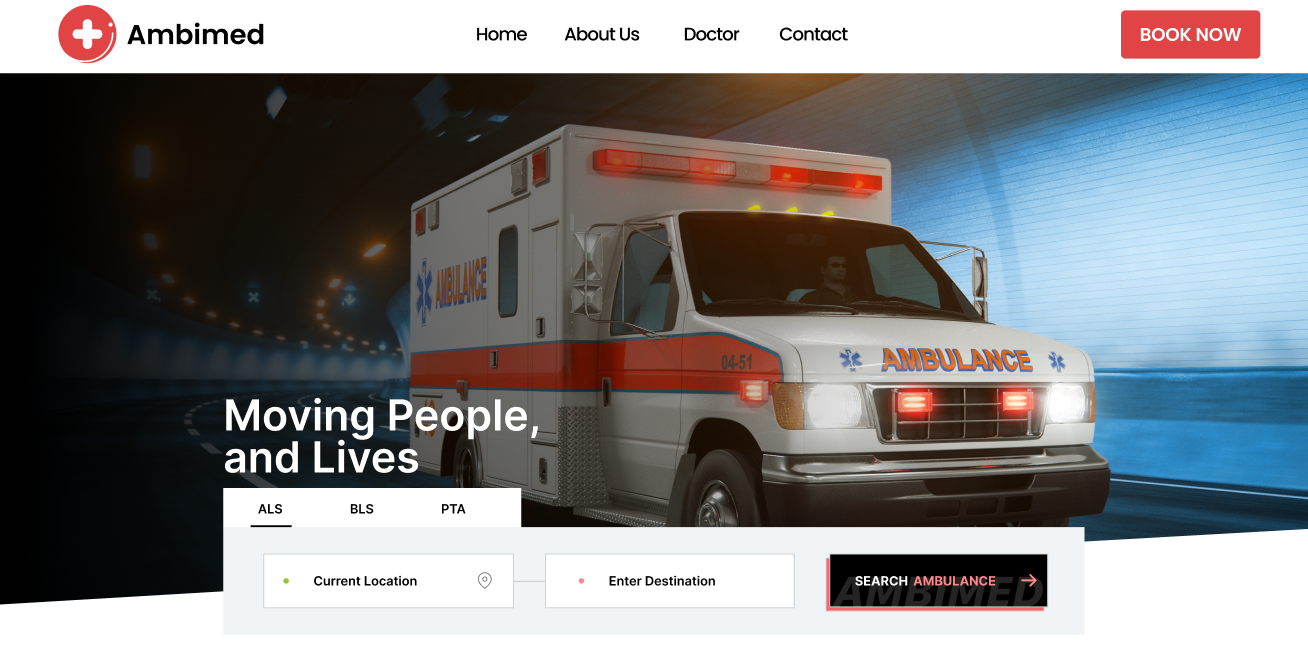 Ambimed
Home
About Us
Doctor
Contact
BOOK NOW
AMBULANCE
04-51
AMBULANCE
Moving People,
and Lives
ALS
BLS
PTA
Current Location
Enter Destination
SEARCH AMBULANCE
AMBIMED